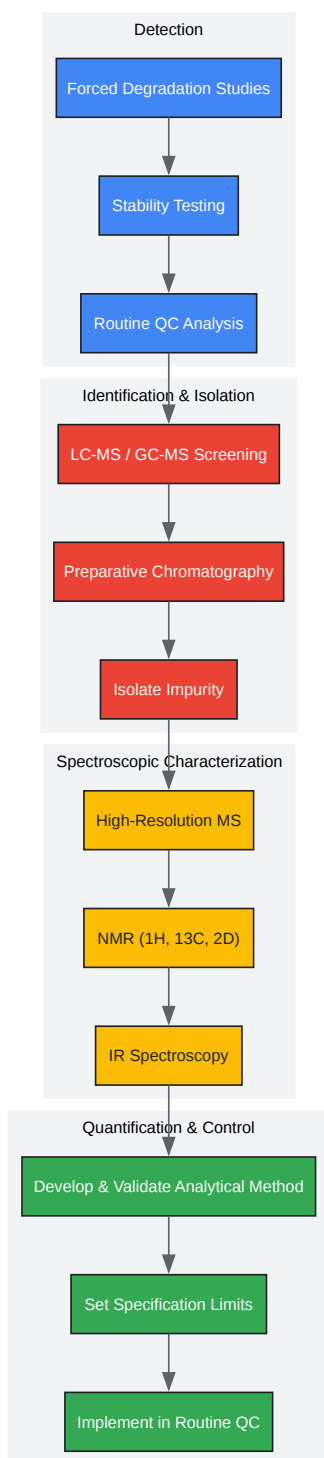 Detection
Forced Degradation Studies
Stability Testing
Routine QC Analysis
Identification & Isolation
LC-MS / GC-MS Screening
Preparative Chromatography
Isolate Impurity
Spectroscopic Characterization
High-Resolution MS
NMR (1H, 13C, 2D)
IR Spectroscopy
Quantification & Control
Develop & Validate Analytical Method
Set Specification Limits
Implement in Routine QC